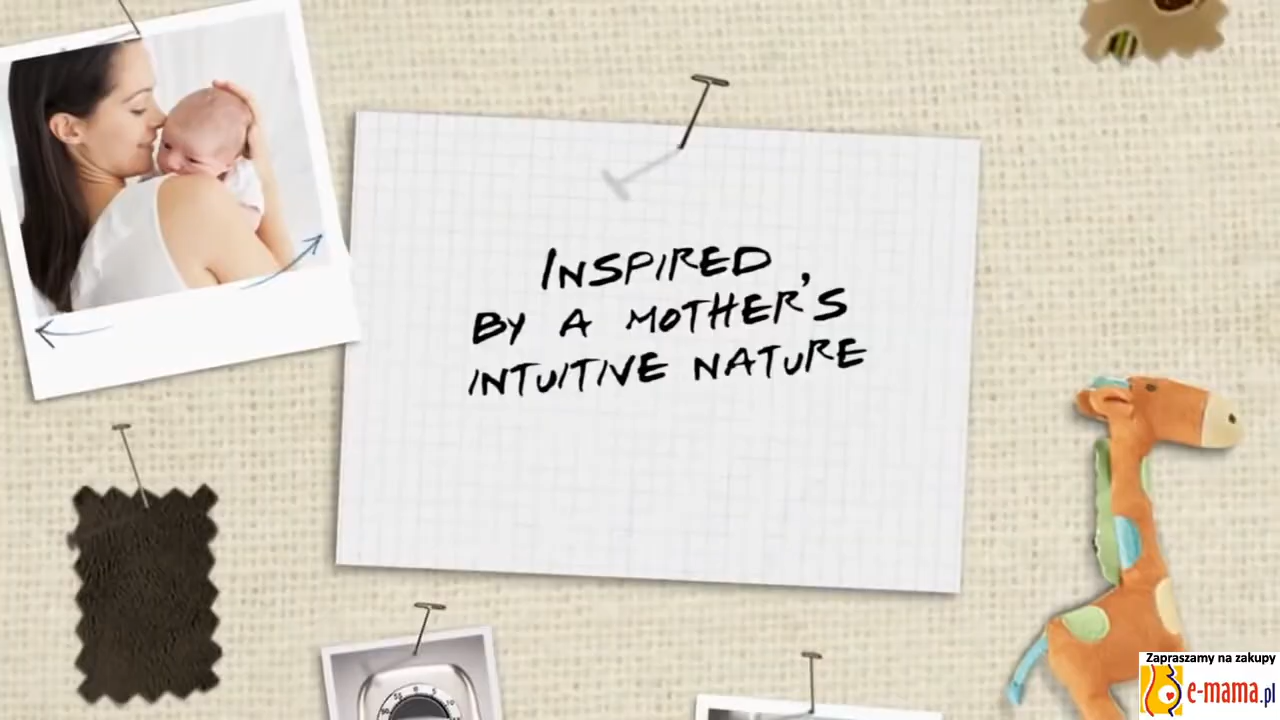 INSPIRED
BY A MOTHER'S
INTUITIVE NATURE
Zapraszamy na zakupy
e-mama.pl